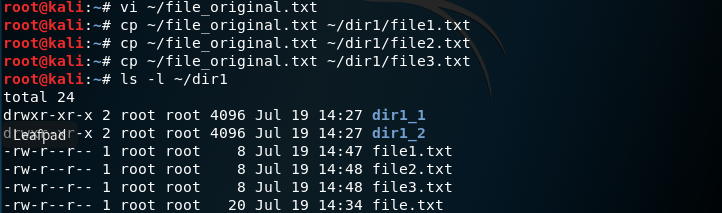 root@kali:~# vi ~/file_original.txt
root@kali:~# cp ~/file_original.txt ~/dir1/file1.txt
root@kali:~# cp ~/file_original.txt ~/dir1/file2.txt
root@kali:~# cp ~/file_original.txt ~/dir1/file3.txt
root@kali:~# ls -l ~/dir1
total 24
drwxr-xr-x 2 root root 4096 Jul 19 14:27 dir1_1
drwxr-xr-x 2 root root 4096 Jul 19 14:27 dir1_2
Leafpad
-rw-r--r-- 1 root root    8 Jul 19 14:47 file1.txt
-rw-r--r-- 1 root root    8 Jul 19 14:48 file2.txt
-rw-r--r-- 1 root root    8 Jul 19 14:48 file3.txt
-rw-r--r-- 1 root root   20 Jul 19 14:34 file.txt